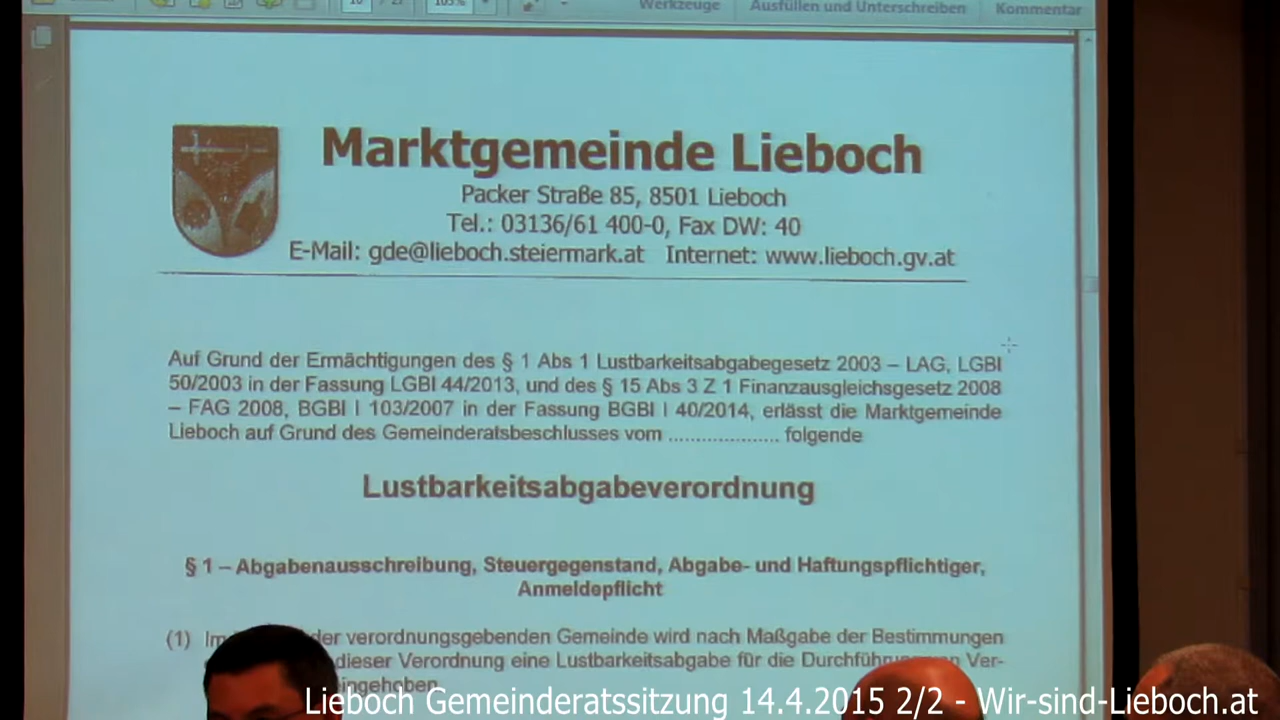 Werkzeuge Ausfüllen und Unterschreiben Kommentar
Marktgemeinde Lieboch
Packer Straße 85, 8501 Lieboch
Tel.: 03136/61 400-0, Fax DW: 40
E-Mail: gde@lieboch.steiermark.at Internet: www.lieboch.gv.at
Auf Grund der Ermächtigungen des § 1 Abs 1 Lustbarkeitsabgabegesetz 2003 – LAG, LGBl
50/2003 in der Fassung LGBl 44/2013, und des § 15 Abs 3 Z 1 Finanzausgleichsgesetz 2008
– FAG 2008, BGBl I 103/2007 in der Fassung BGBl I 40/2014, erlässt die Marktgemeinde
Lieboch auf Grund des Gemeinderatsbeschlusses vom .................... folgende
Lustbarkeitsabgabeverordnung
§ 1 – Abgabenausschreibung, Steuergegenstand, Abgabe- und Haftungspflichtiger,
Anmeldepflicht
(1) der verordnungsgebenden Gemeinde wird nach Maßgabe der Bestimmungen
dieser Verordnung eine Lustbarkeitsabgabe für die Ver-
Lieboch Gemeinderatssitzung 14.4.2015 2/2 - Wir-sind-Lieboch.at